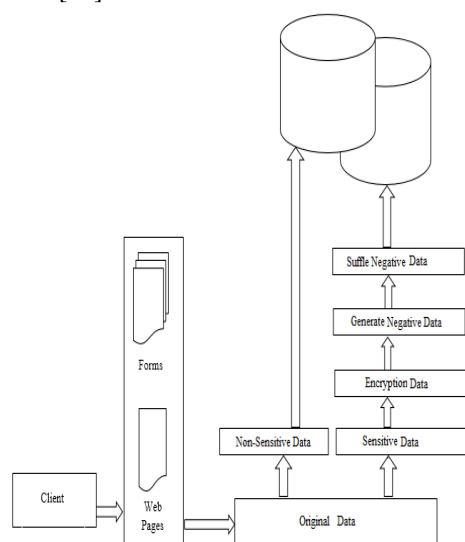 Suffle Negative Data
Generate Negative Data
Forms
Encryption Data
Non-Sensitive Data
Sensitive Data
Client
Web
Pages
Original Data